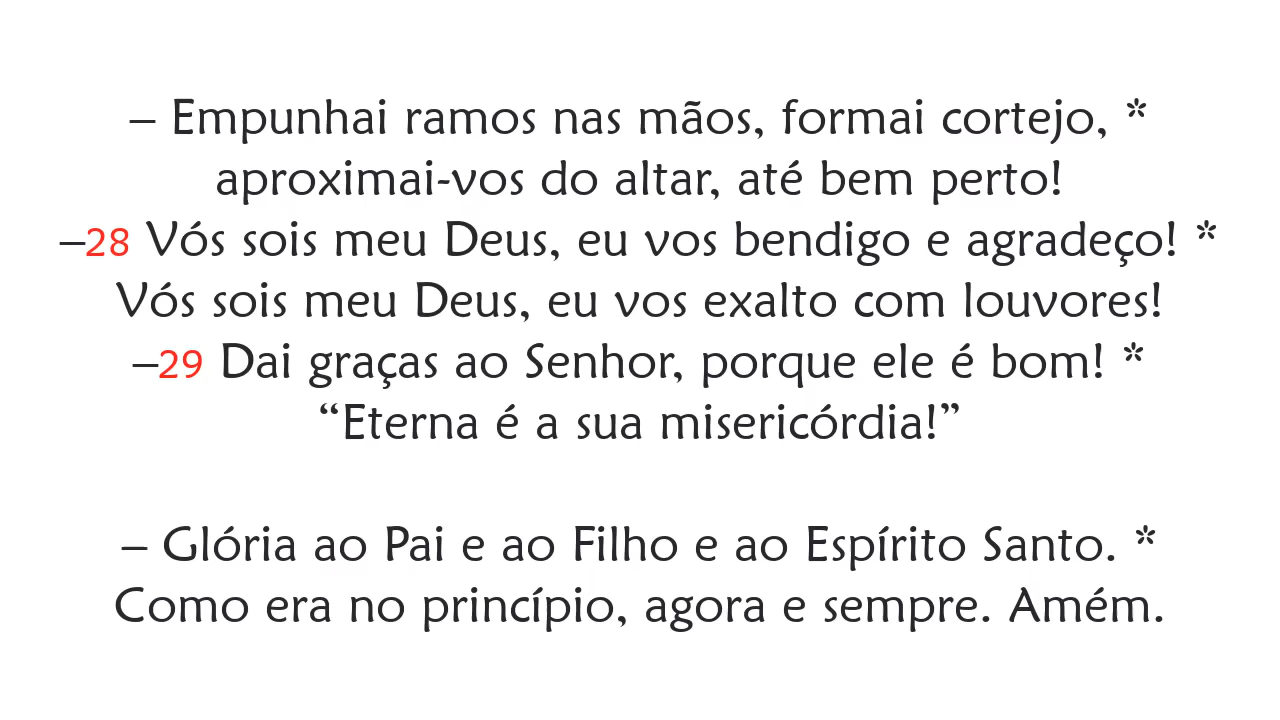 – Empunhai ramos nas mãos, formai cortejo, *
aproximai-vos do altar, até bem perto!
–28 Vós sois meu Deus, eu vos bendigo e agradeço! *
Vós sois meu Deus, eu vos exalto com louvores!
–29 Dai graças ao Senhor, porque ele é bom! *
“Eterna é a sua misericórdia!”
– Glória ao Pai e ao Filho e ao Espírito Santo. *
Como era no princípio, agora e sempre. Amém.